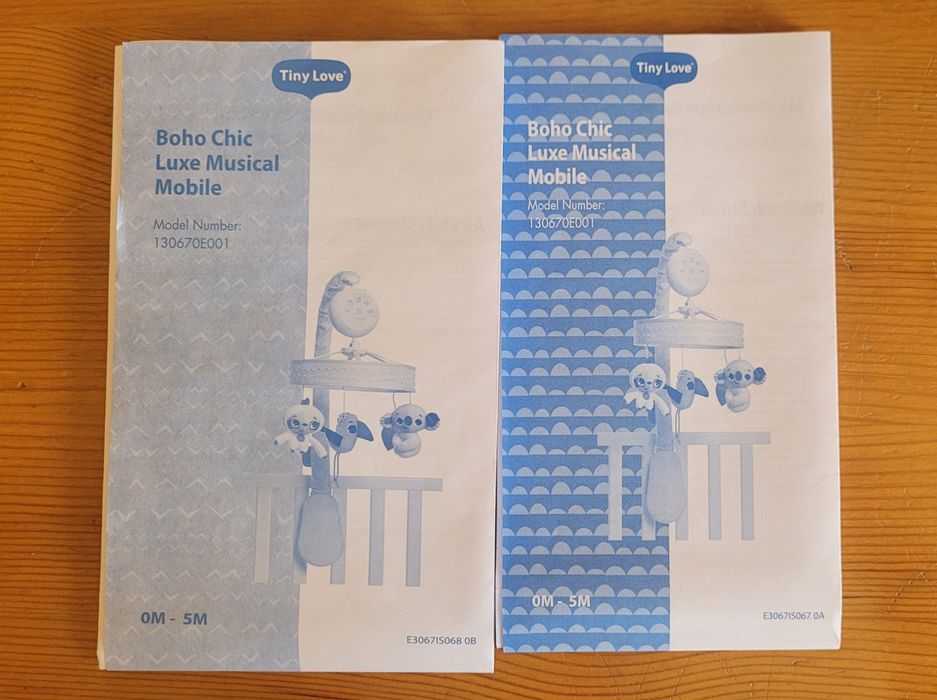 Tiny Love®
Boho Chic
Luxe Musical
Mobile
Model Number:
130670E001
0M - 5M
E3067IS068 0B
Tiny Love®
Boho Chic
Luxe Musical
Mobile
Model Number:
130670E001
0M - 5M
E3067IS067 0A